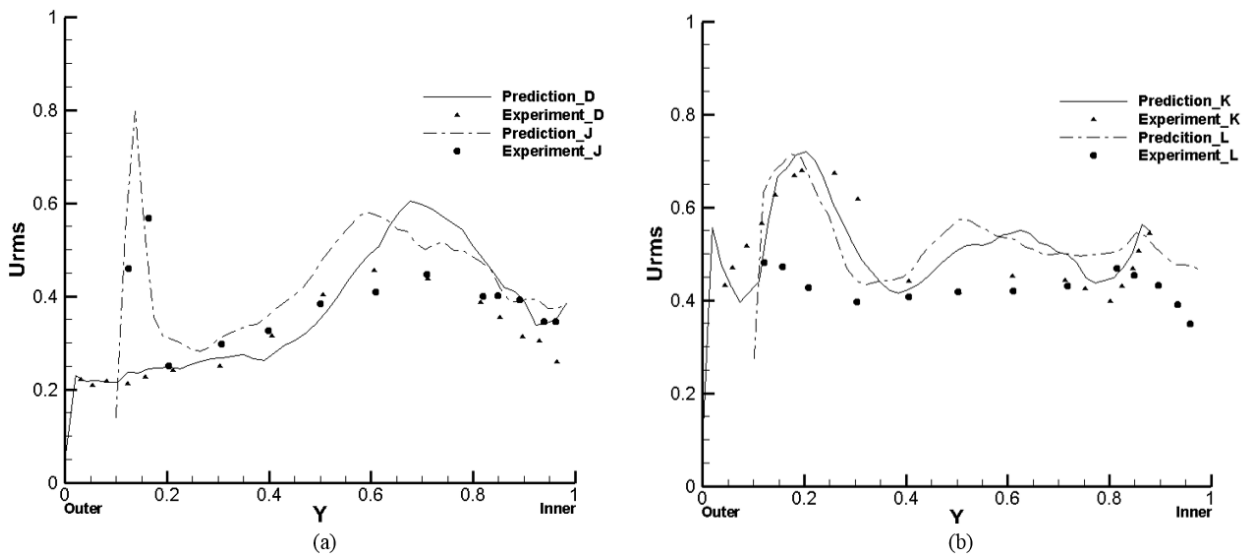 1
0.8
0.6
0.4
0.2
0
Urms
Prediction_D
Experiment_D
Prediction_J
Experiment_J
0
0.2
0.4
0.6
0.8
1
Outer
Y
Inner
(a)
1
0.8
0.6
0.4
0.2
0
Urms
Prediction_K
Experiment_K
Predcition_L
Experiment_L
0
0.2
0.4
0.6
0.8
1
Outer
Y
Inner
(b)